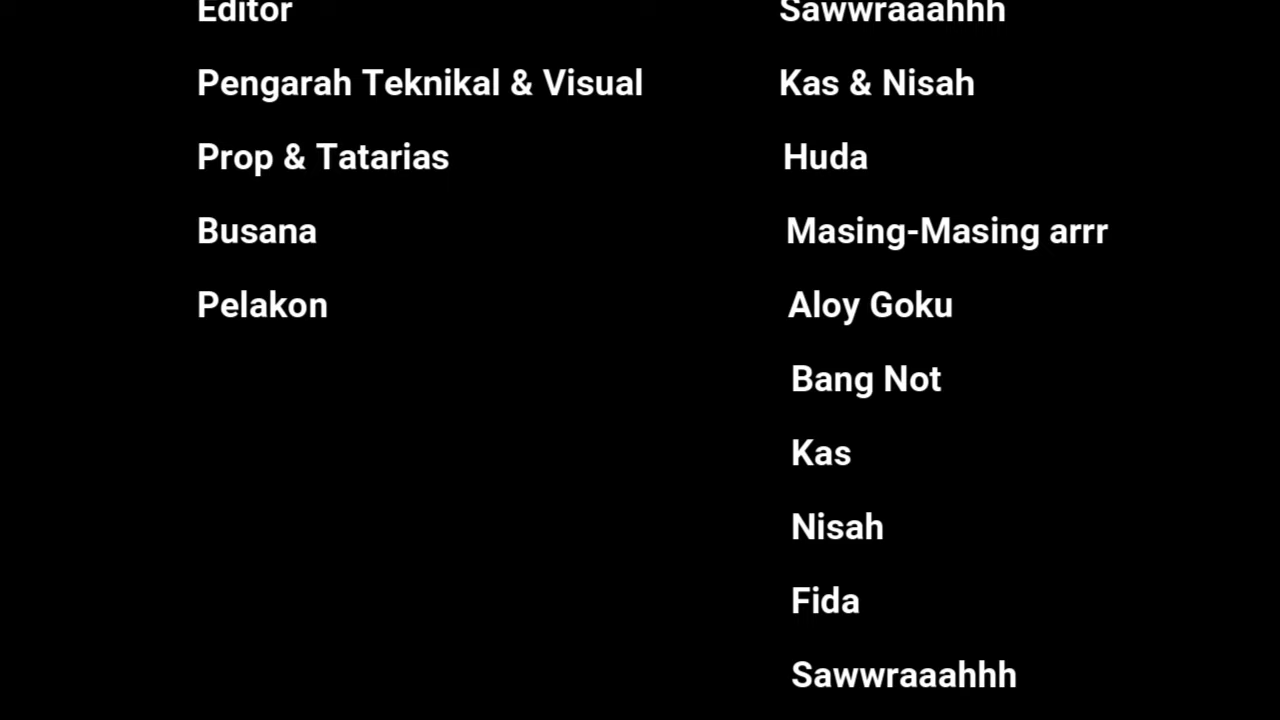 Editor Sawwraaahhh
Pengarah Teknikal & Visual Kas & Nisah
Prop & Tatarias Huda
Busana Masing-Masing arrr
Pelakon Aloy Goku
Bang Not
Kas
Nisah
Fida
Sawwraaahhh